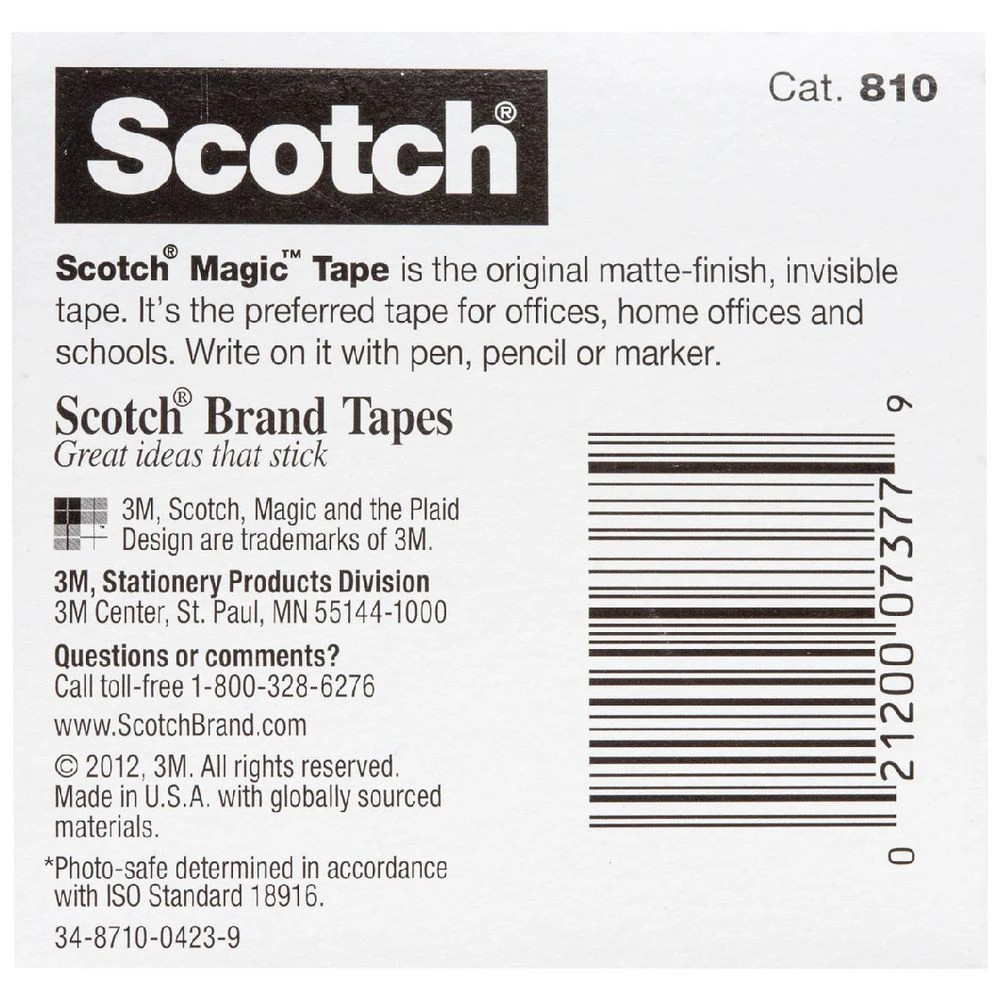 Scotch®
Cat. 810
Scotch® Magic™ Tape is the original matte-finish, invisible
tape. It's the preferred tape for offices, home offices and
schools. Write on it with pen, pencil or marker.
Scotch® Brand Tapes
Great ideas that stick
3M, Scotch, Magic and the Plaid
Design are trademarks of 3M.
3M, Stationery Products Division
3M Center, St. Paul, MN 55144-1000
Questions or comments?
Call toll-free 1-800-328-6276
www.ScotchBrand.com
© 2012, 3M. All rights reserved.
Made in U.S.A. with globally sourced
materials.
*Photo-safe determined in accordance
with ISO Standard 18916.
34-8710-0423-9
0 21200 07377 9